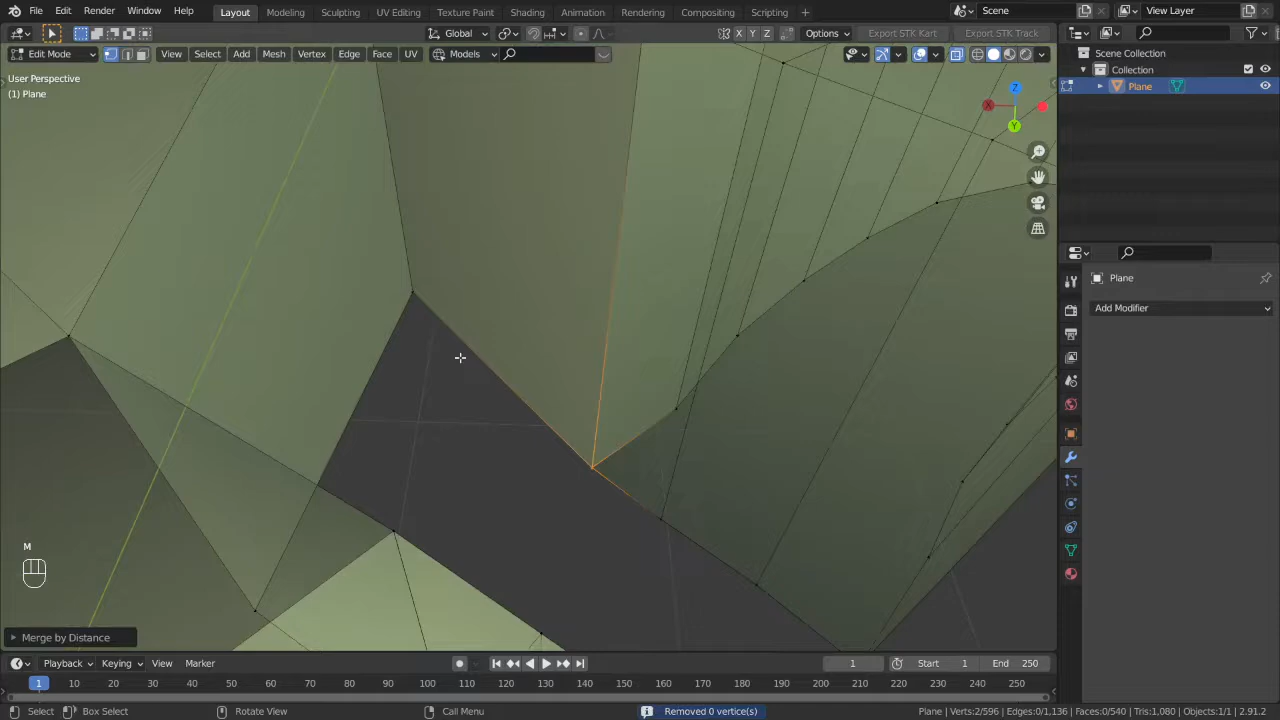 File Edit Render Window Help Layout Modeling Sculpting UV Editing Texture Paint Shading Animation Rendering Compositing Scripting + Scene View Layer
Global X Y Z Options Export STK Kart Export STK Track
Edit Mode View Select Add Mesh Vertex Edge Face UV Models
Scene Collection
Collection
Plane
User Perspective
(1) Plane
Z
X
Y
Plane
Add Modifier
M
Merge by Distance
Playback Keying View Marker 1 Start 1 End 250
1 10 20 30 40 50 60 70 80 90 100 110 120 130 140 150 160 170 180 190 200 210 220 230 240 250
Select Box Select Rotate View Call Menu Removed 0 vertice(s) Plane | Verts:2/596 | Edges:0/1,136 | Faces:0/540 | Tris:1,080 | Objects:1/1 | 2.91.2